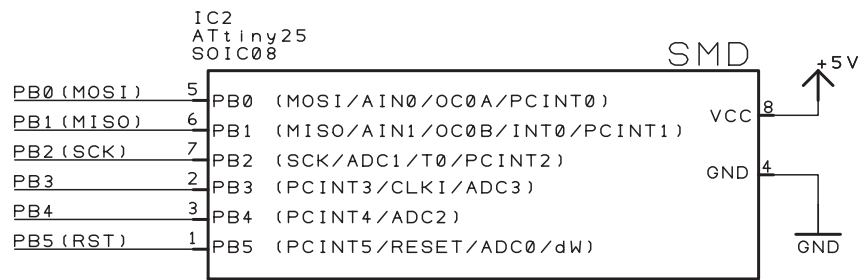 IC2
ATtiny25
SOIC08
SMD
+5V
PB0(MOSI) 5 PB0 (MOSI/AIN0/OC0A/PCINT0)
VCC 8
PB1(MISO) 6 PB1 (MISO/AIN1/OC0B/INT0/PCINT1)
PB2(SCK) 7 PB2 (SCK/ADC1/T0/PCINT2)
GND 4
PB3 2 PB3 (PCINT3/CLKI/ADC3)
PB4 3 PB4 (PCINT4/ADC2)
PB5(RST) 1 PB5 (PCINT5/RESET/ADC0/dW)
GND